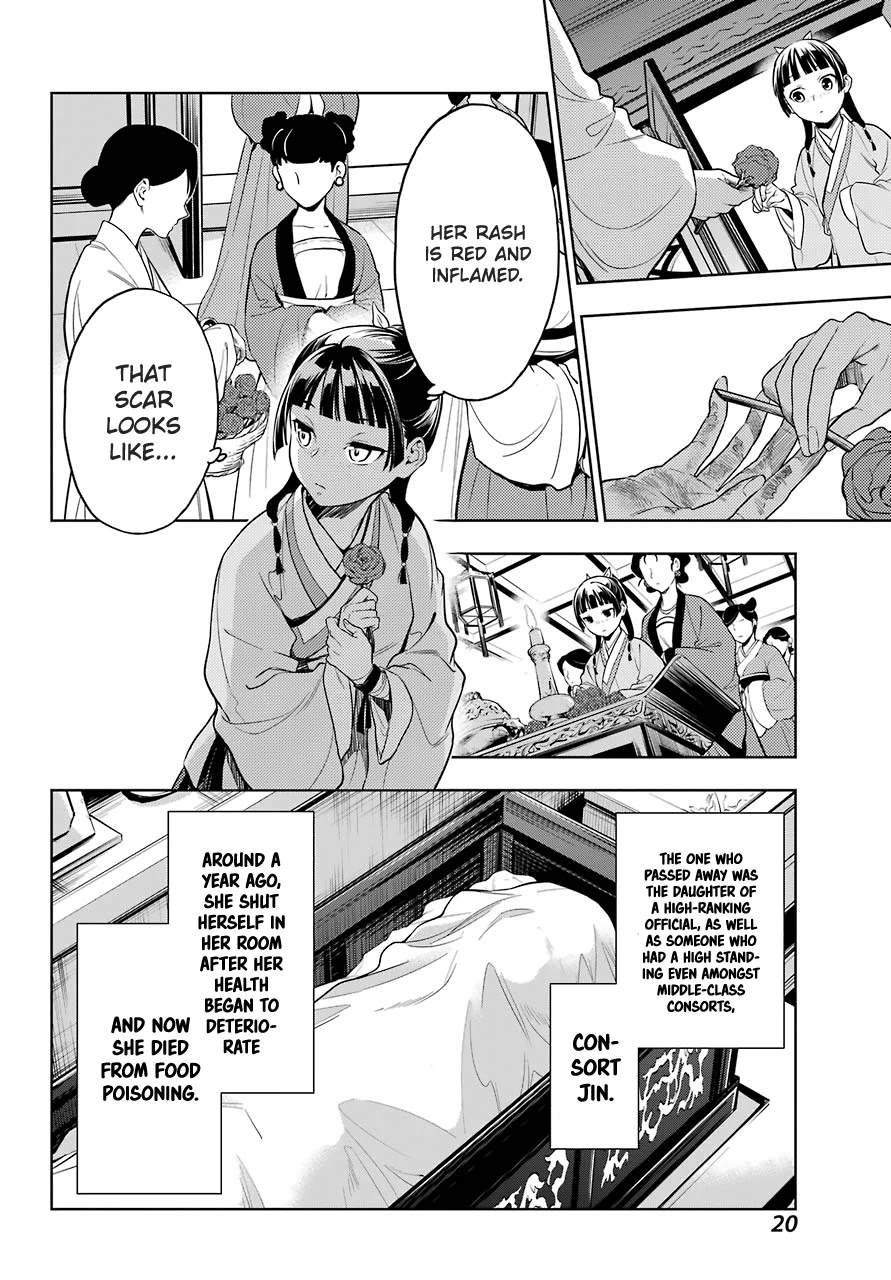 HER RASH
IS RED AND
INFLAMED.
THAT
SCAR
LOOKS
LIKE...
THE ONE WHO
PASSED AWAY WAS
THE DAUGHTER OF
A HIGH-RANKING
OFFICIAL, AS WELL
AS SOMEONE WHO
HAD A HIGH STAND-
ING EVEN AMONGST
MIDDLE-CLASS
CONSORTS,
CON-
SORT
JIN.
AROUND A
YEAR AGO,
SHE SHUT
HERSELF IN
HER ROOM
AFTER HER
HEALTH
BEGAN TO
DETERIO-
RATE
AND NOW
SHE DIED
FROM FOOD
POISONING.
20